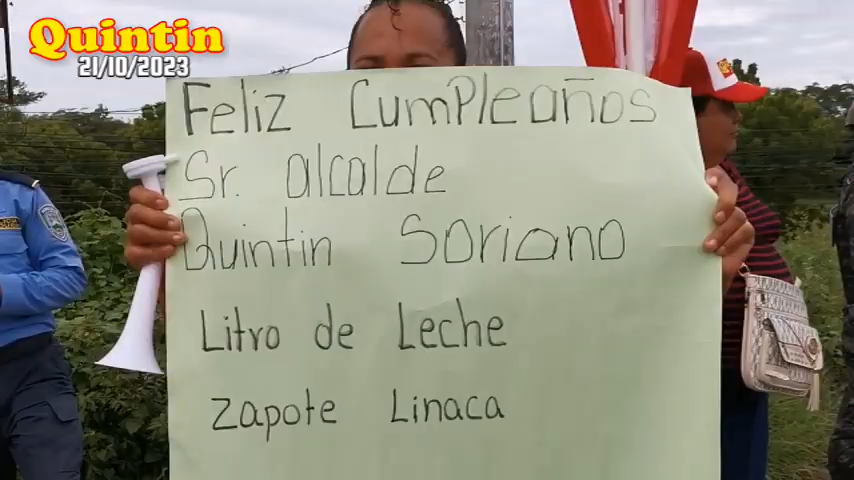 Quintin
21/10/2023
Feliz Cumpleaños
Sr. alcalde
Quintin Soriano
Litro de Leche
Zapote Linaca